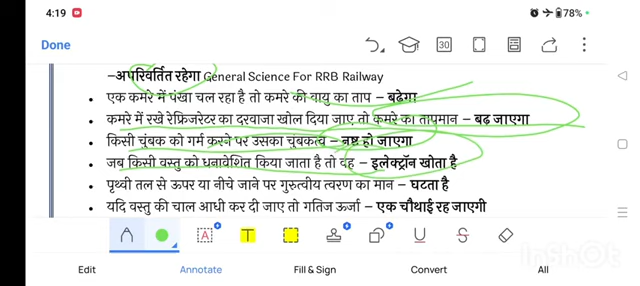 4:19
78%
Done
30
–अपरिवर्तित रहेगा General Science For RRB Railway
• एक कमरे में पंखा चल रहा है तो कमरे की वायु का ताप – बढेगा
• कमरे में रखे रेफ्रिजरेटर का दरवाजा खोल दिया जाए तो कमरे का तापमान – बढ़ जाएगा
• किसी चुंबक को गर्म करने पर उसका चुंबकत्व – नष्ट हो जाएगा
• जब किसी वस्तु को धनावेशित किया जाता है तो वह – इलेक्ट्रॉन खोता है
• पृथ्वी तल से ऊपर या नीचे जाने पर गुरुत्वीय त्वरण का मान – घटता है
• यदि वस्तु की चाल आधी कर दी जाए तो गतिज ऊर्जा – एक चौथाई रह जाएगी
A T U S
InShot
Edit Annotate Fill & Sign Convert All